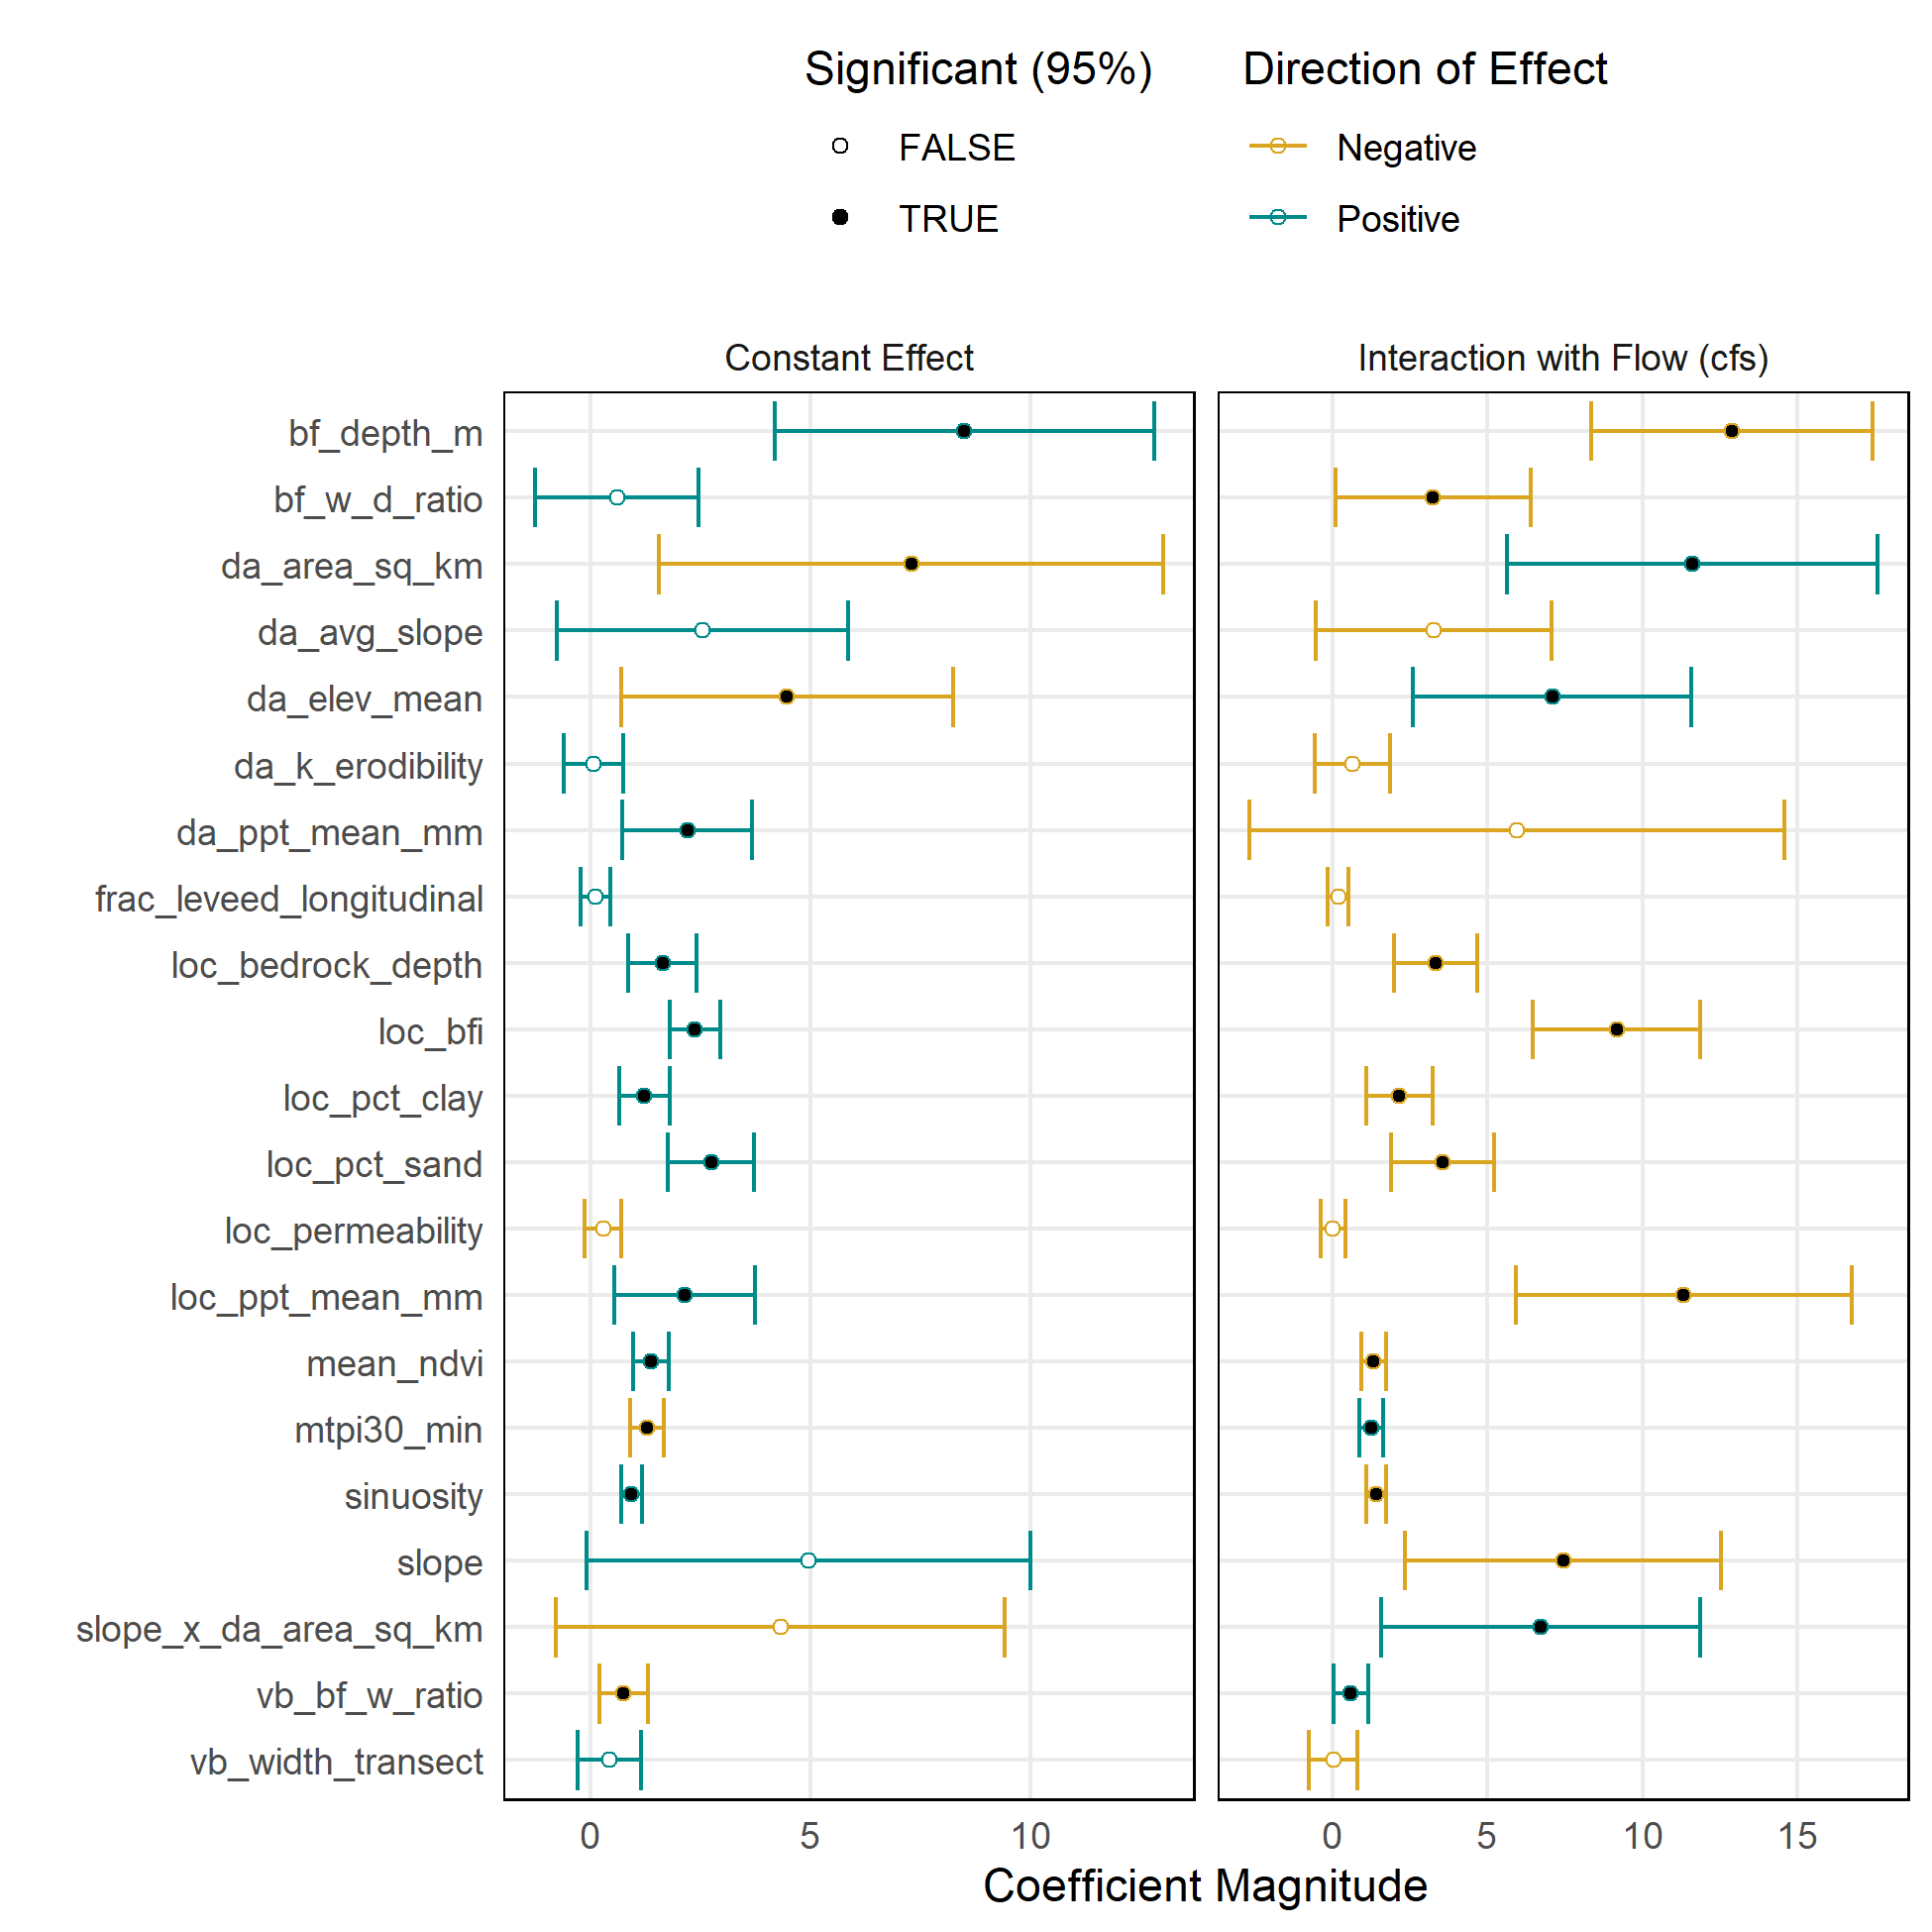 Significant (95%)
FALSE
TRUE
Direction of Effect
Negative
Positive
Constant Effect
Interaction with Flow (cfs)
bf_depth_m
bf_w_d_ratio
da_area_sq_km
da_avg_slope
da_elev_mean
da_k_erodibility
da_ppt_mean_mm
frac_leveed_longitudinal
loc_bedrock_depth
loc_bfi
loc_pct_clay
loc_pct_sand
loc_permeability
loc_ppt_mean_mm
mean_ndvi
mtpi30_min
sinuosity
slope
slope_x_da_area_sq_km
vb_bf_w_ratio
vb_width_transect
0 5 10
0 5 10 15
Coefficient Magnitude